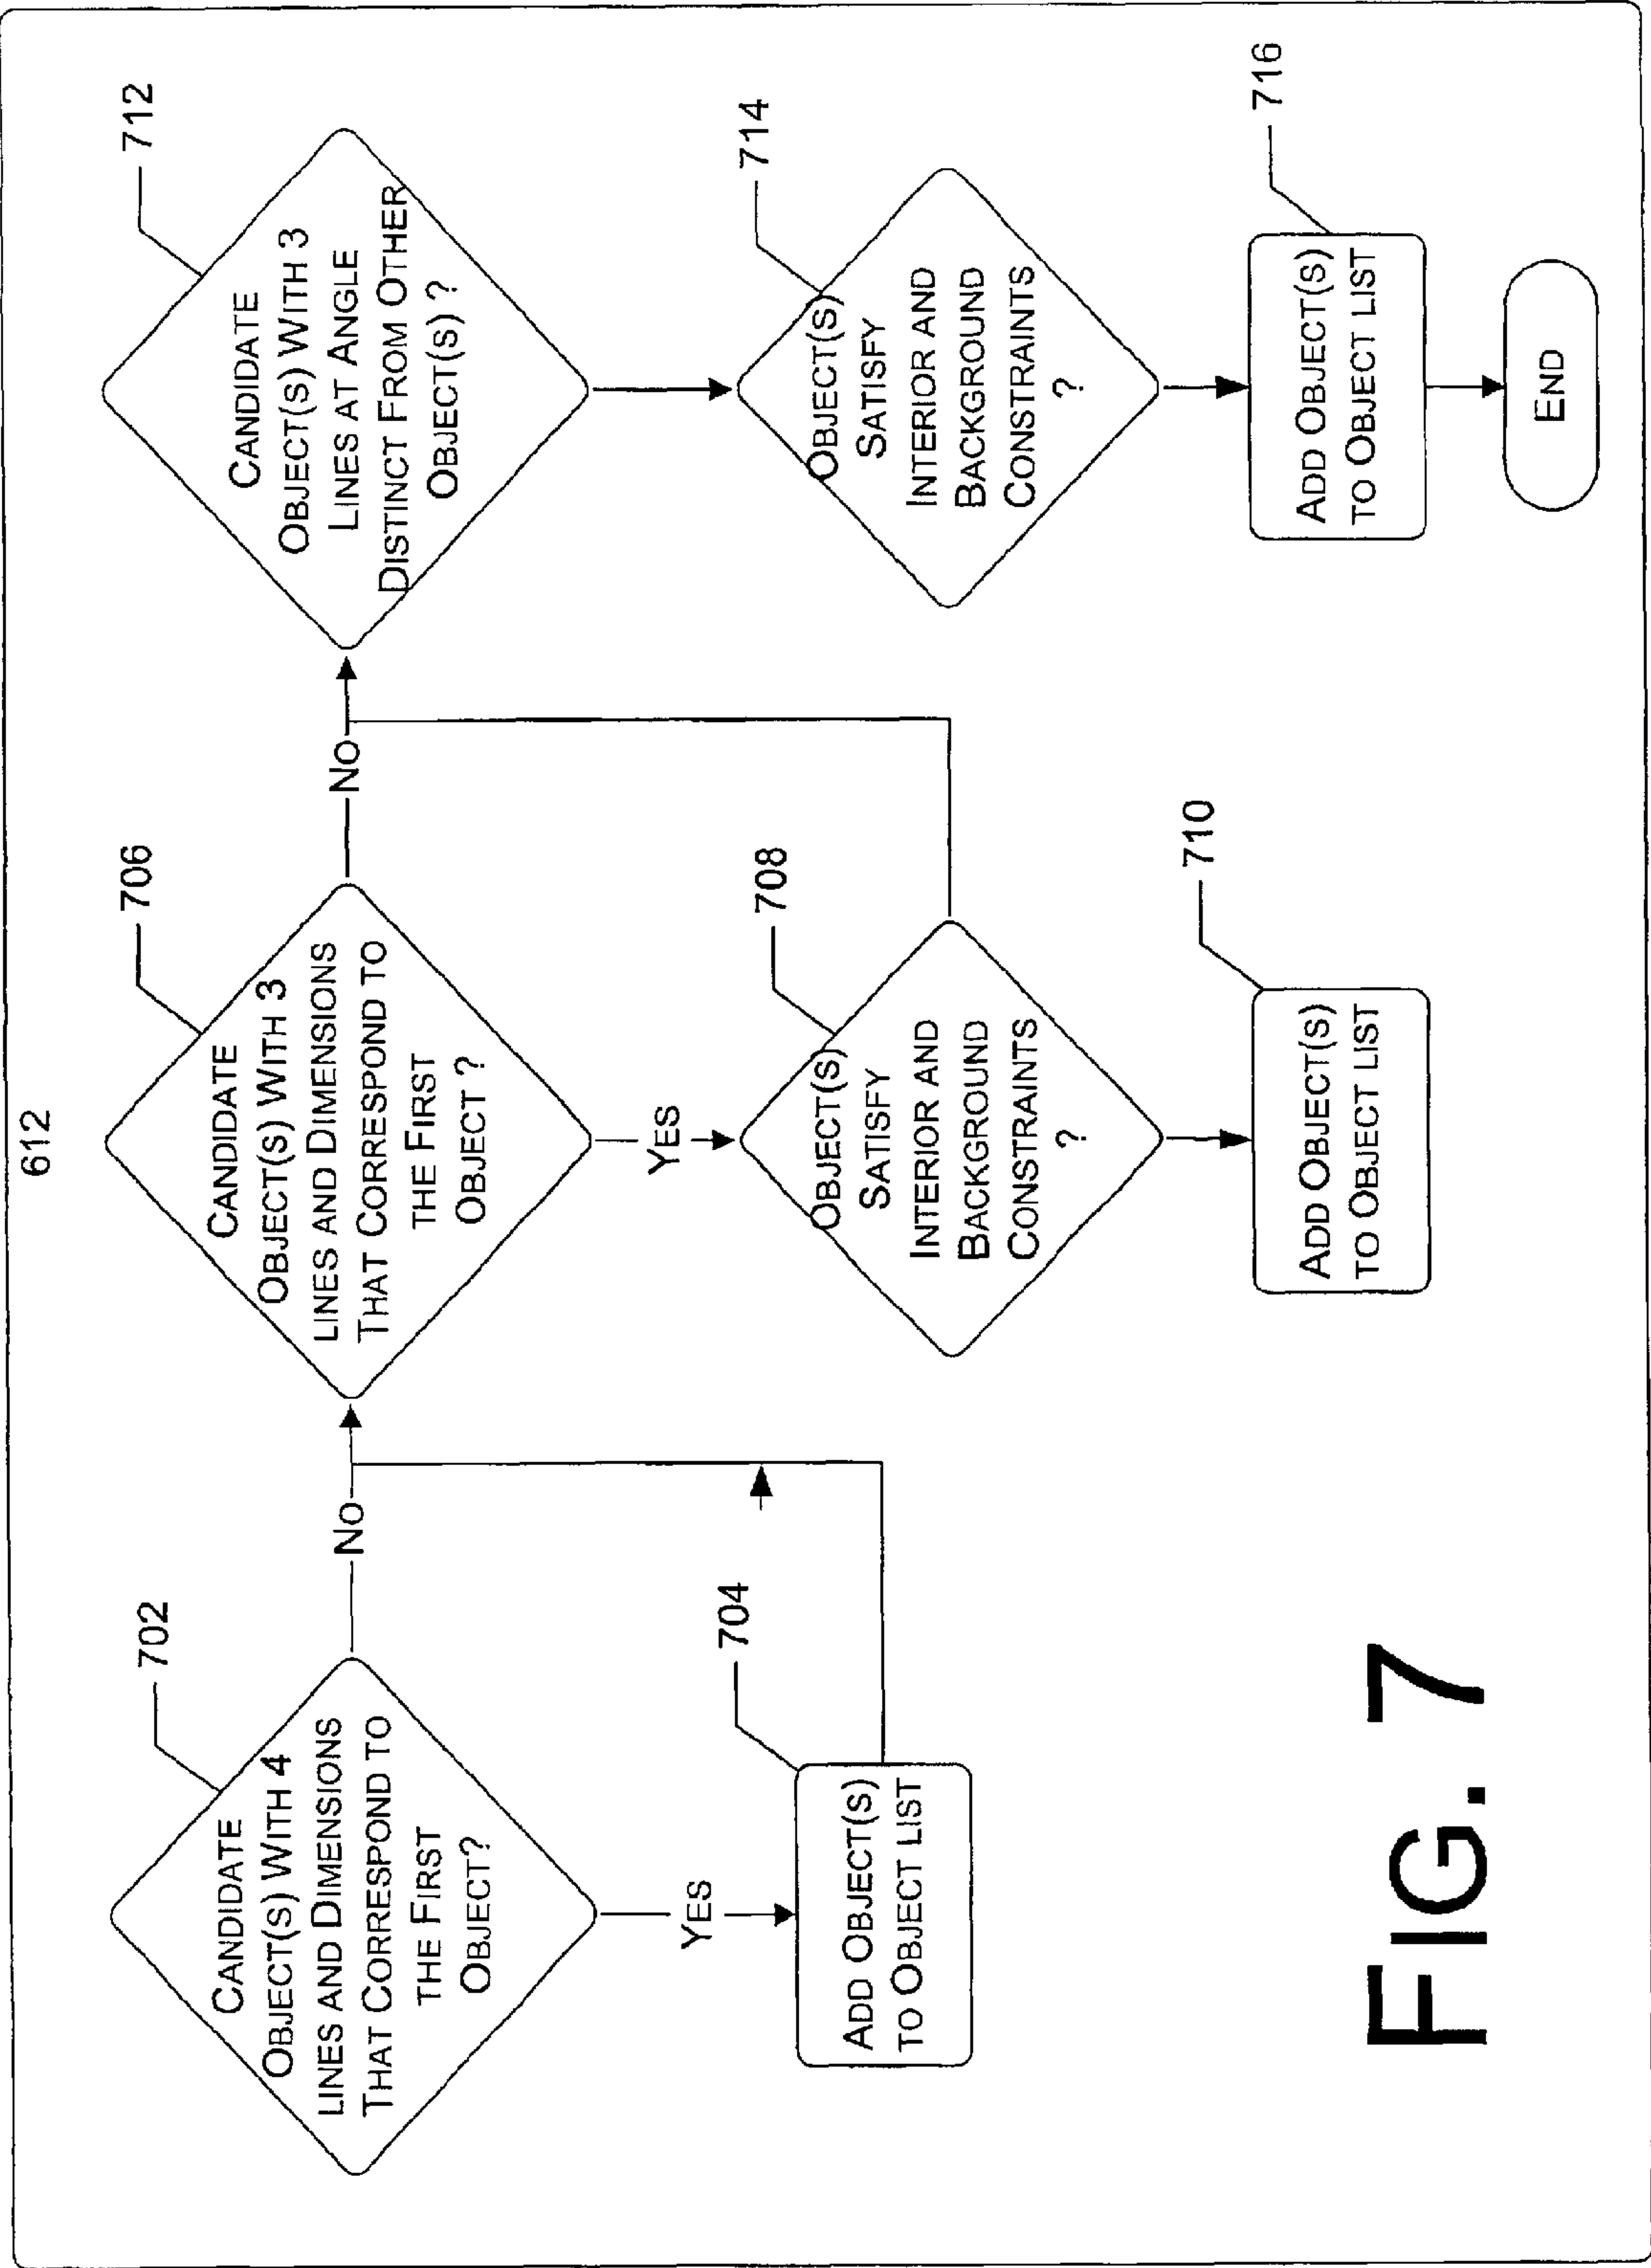 612
702
CANDIDATE
OBJECT(S) WITH 4
LINES AND DIMENSIONS
THAT CORRESPOND TO
THE FIRST
OBJECT?
NO
YES
704
ADD OBJECT(S)
TO OBJECT LIST
706
CANDIDATE
OBJECT(S) WITH 3
LINES AND DIMENSIONS
THAT CORRESPOND TO
THE FIRST
OBJECT ?
NO
YES
708
OBJECT(S)
SATISFY
INTERIOR AND
BACKGROUND
CONSTRAINTS
?
710
ADD OBJECT(S)
TO OBJECT LIST
712
CANDIDATE
OBJECT(S) WITH 3
LINES AT ANGLE
DISTINCT FROM OTHER
OBJECT(S) ?
714
OBJECT(S)
SATISFY
INTERIOR AND
BACKGROUND
CONSTRAINTS
?
716
ADD OBJECT(S)
TO OBJECT LIST
END
FIG. 7